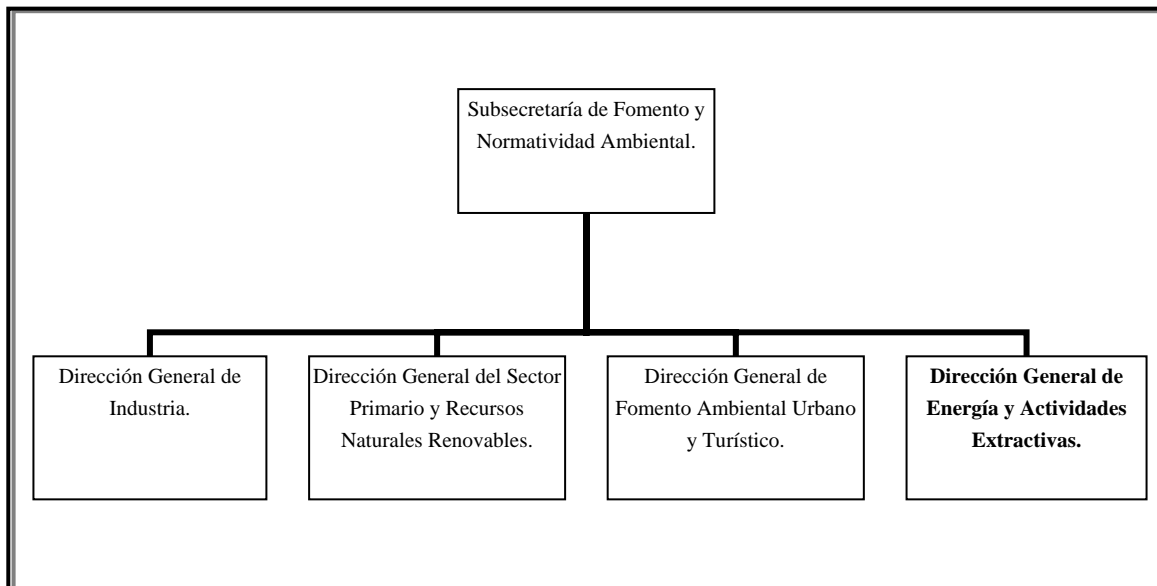 Subsecretaría de Fomento y
Normatividad Ambiental.
Dirección General de
Industria.
Dirección General del Sector
Primario y Recursos
Naturales Renovables.
Dirección General de
Fomento Ambiental Urbano
y Turístico.
Dirección General de
Energía y Actividades
Extractivas.